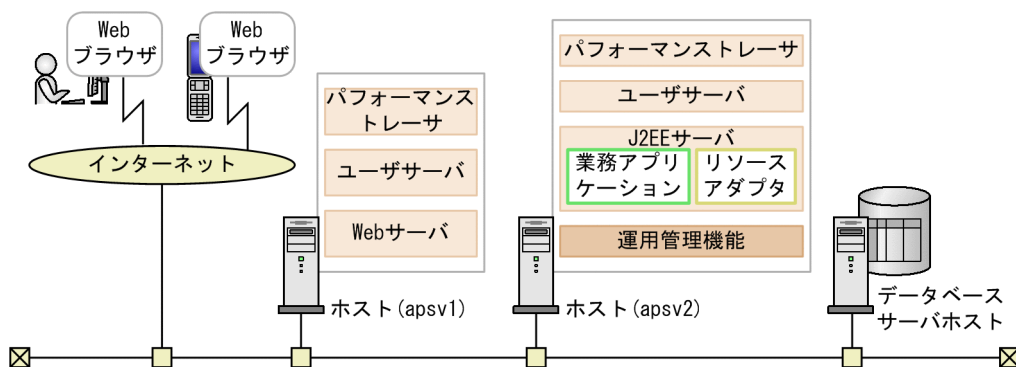 Web
ブラウザ
Web
ブラウザ
インターネット
パフォーマンス
トレーサ
ユーザサーバ
Webサーバ
ホスト(apsv1)
パフォーマンストレーサ
ユーザサーバ
J2EEサーバ
業務アプリ
ケーション
リソース
アダプタ
運用管理機能
ホスト(apsv2)
データベース
サーバホスト